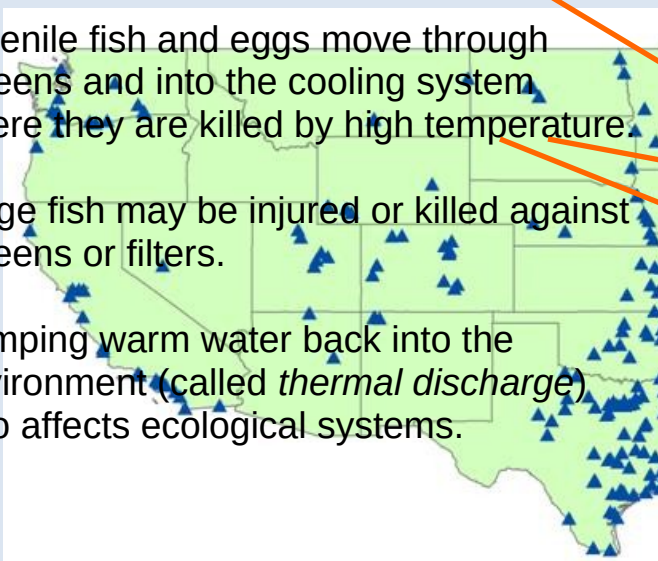 enile fish and eggs move through
eens and into the cooling system
ere they are killed by high temperature.
ge fish may be injured or killed against
eens or filters.
mping warm water back into the
vironment (called thermal discharge)
o affects ecological systems.